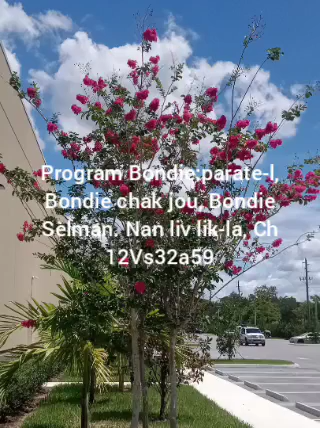 Program Bondie;parate-l,
Bondie chak jou, Bondie
Selman. Nan liv lik-la, Ch
12Vs32a59